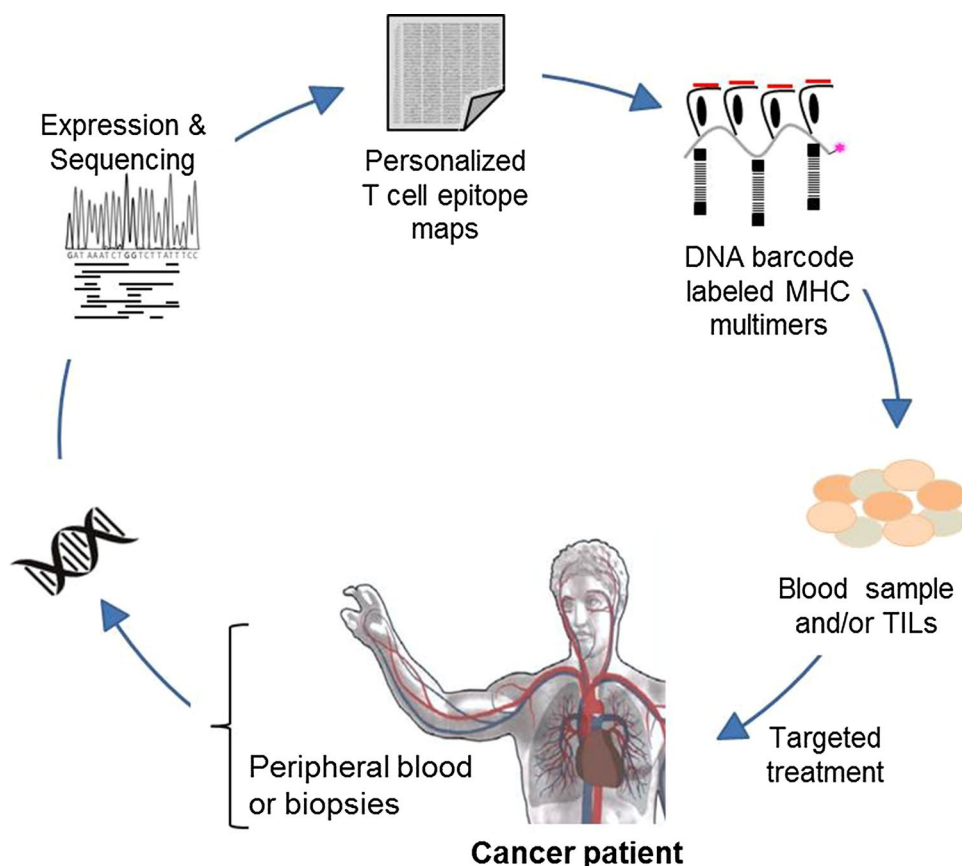 Expression &
Sequencing
GATAAATCTGGTCTTATTTCC
Personalized
T cell epitope
maps
DNA barcode
labeled MHC
multimers
Blood sample
and/or TILs
Targeted
treatment
Peripheral blood
or biopsies
Cancer patient